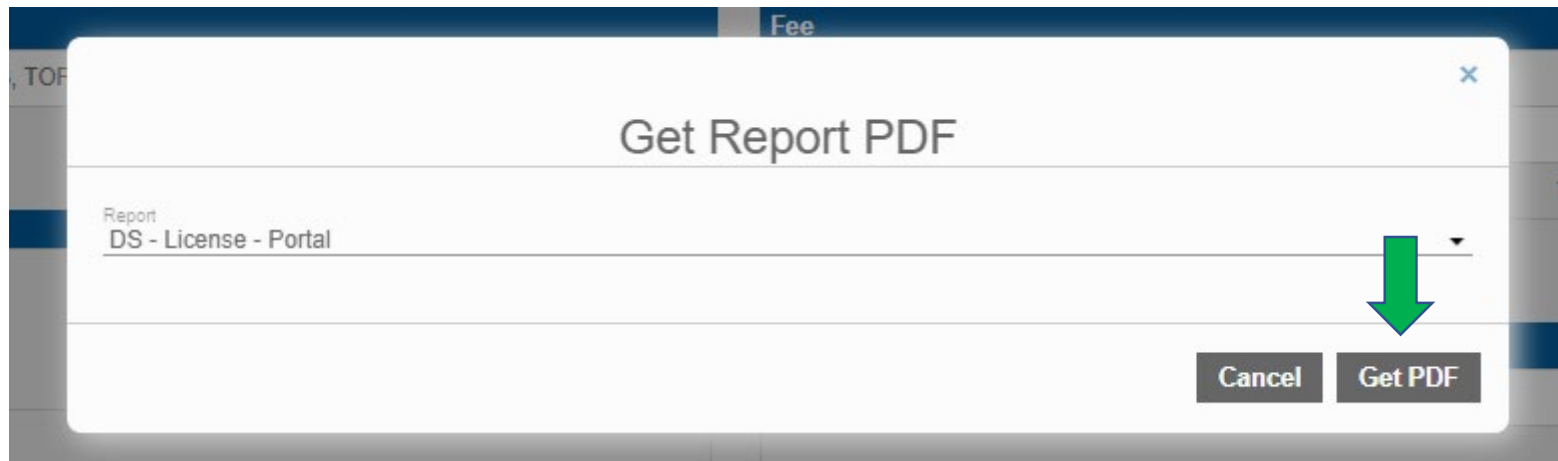 Fee
, TOF
×
Get Report PDF
Report
DS - License - Portal
Cancel Get PDF